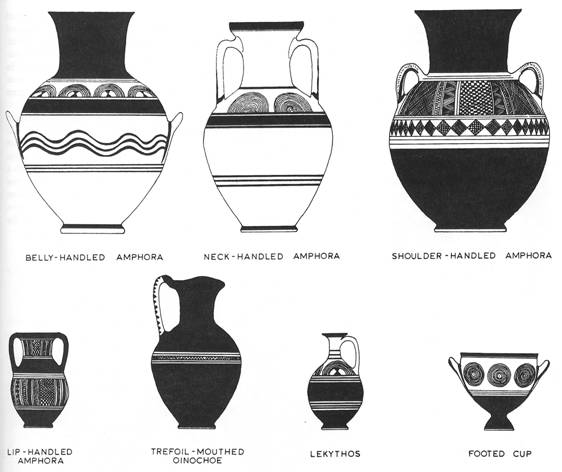 BELLY-HANDLED AMPHORA
NECK-HANDLED AMPHORA
SHOULDER-HANDLED AMPHORA
LIP-HANDLED
AMPHORA
TREFOIL-MOUTHED
OINOCHOE
LEKYTHOS
FOOTED CUP